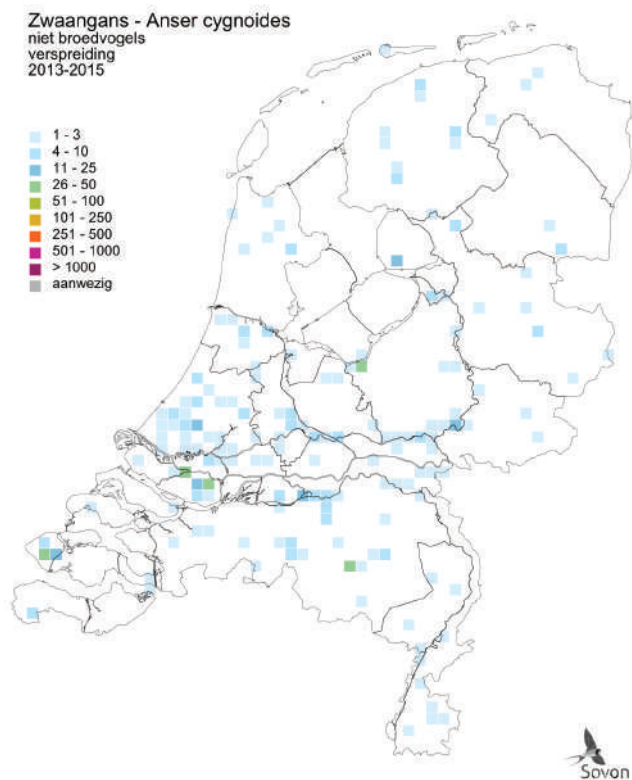 Zwaangans - Anser cygnoides
niet broedvogels
verspreiding
2013-2015
1 - 3
4 - 10
11 - 25
26 - 50
51 - 100
101 - 250
251 - 500
501 - 1000
> 1000
aanwezig
Sovon